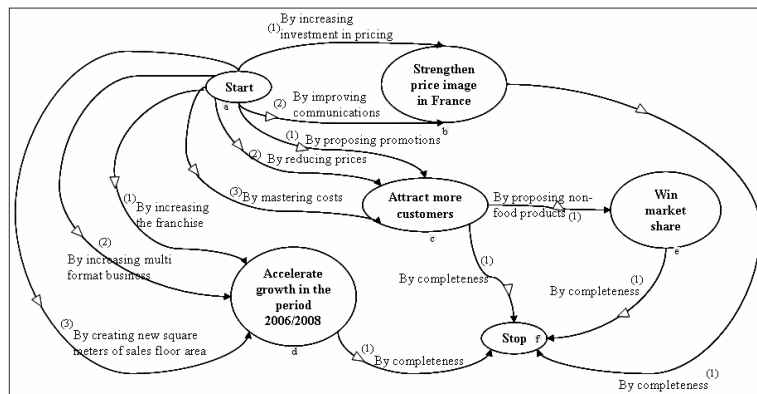 (1) By increasing
investment in pricing
Strengthen
price image
in France
b
Start
a
(2) By improving
communications
(1) By proposing promotions
(2) By reducing prices
(3) By mastering costs
Attract more
customers
c
By proposing non-
food products (1)
Win
market
share
e
(1) By increasing
the franchise
(2)
By increasing multi
format business
(3)
By creating new square
meters of sales floor area
Accelerate
growth in the
period
2006/2008
d
(1)
By completeness
(1)
By completeness
(1)
By completeness
Stop f
(1)
By completeness